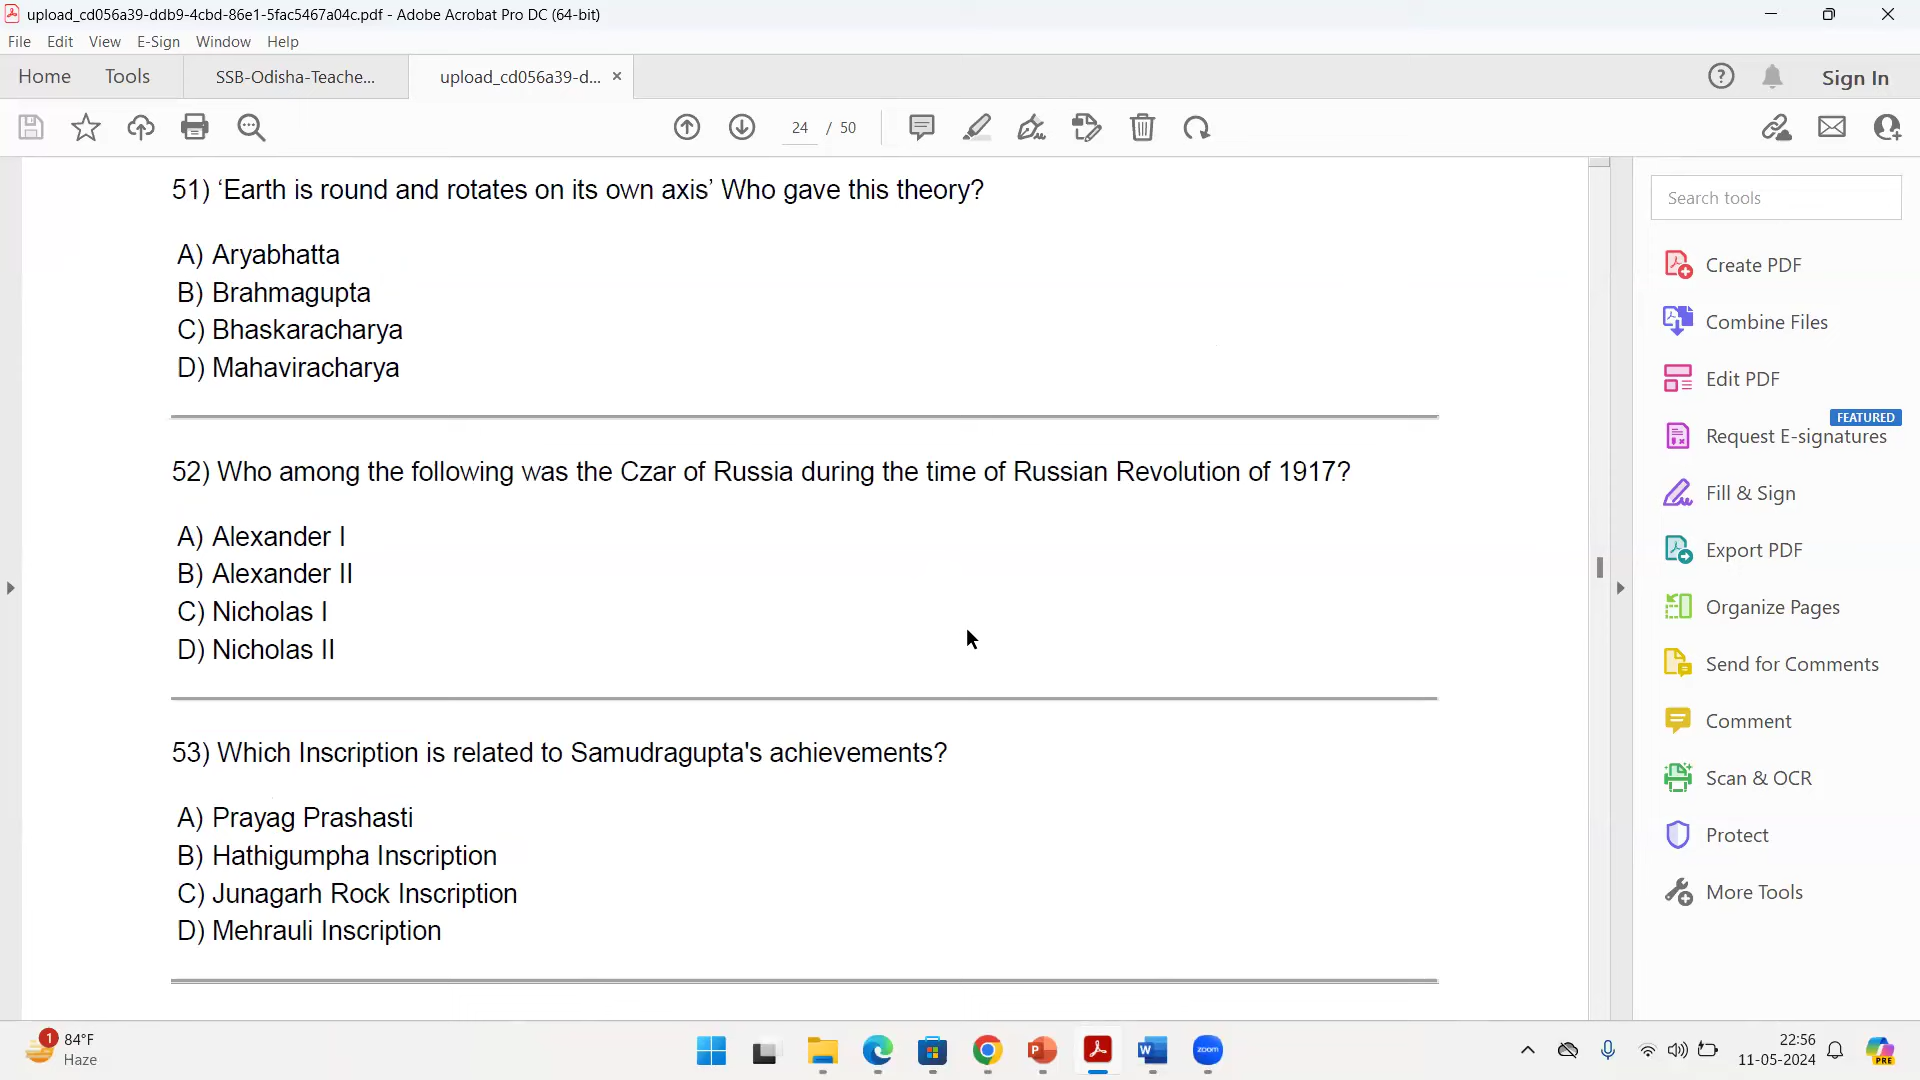 upload_cd056a39-ddb9-4cbd-86e1-5fac5467a04c.pdf - Adobe Acrobat Pro DC (64-bit)
File Edit View E-Sign Window Help
Home Tools SSB-Odisha-Teache... upload_cd056a39-d... × Sign In
24 / 50
51) ‘Earth is round and rotates on its own axis’ Who gave this theory?
A) Aryabhatta
B) Brahmagupta
C) Bhaskaracharya
D) Mahaviracharya
52) Who among the following was the Czar of Russia during the time of Russian Revolution of 1917?
A) Alexander I
B) Alexander II
C) Nicholas I
D) Nicholas II
53) Which Inscription is related to Samudragupta's achievements?
A) Prayag Prashasti
B) Hathigumpha Inscription
C) Junagarh Rock Inscription
D) Mehrauli Inscription
Search tools
Create PDF
Combine Files
Edit PDF
FEATURED
Request E-signatures
Fill & Sign
Export PDF
Organize Pages
Send for Comments
Comment
Scan & OCR
Protect
More Tools
1
84°F
Haze
zoom
22:56
11-05-2024
PRE